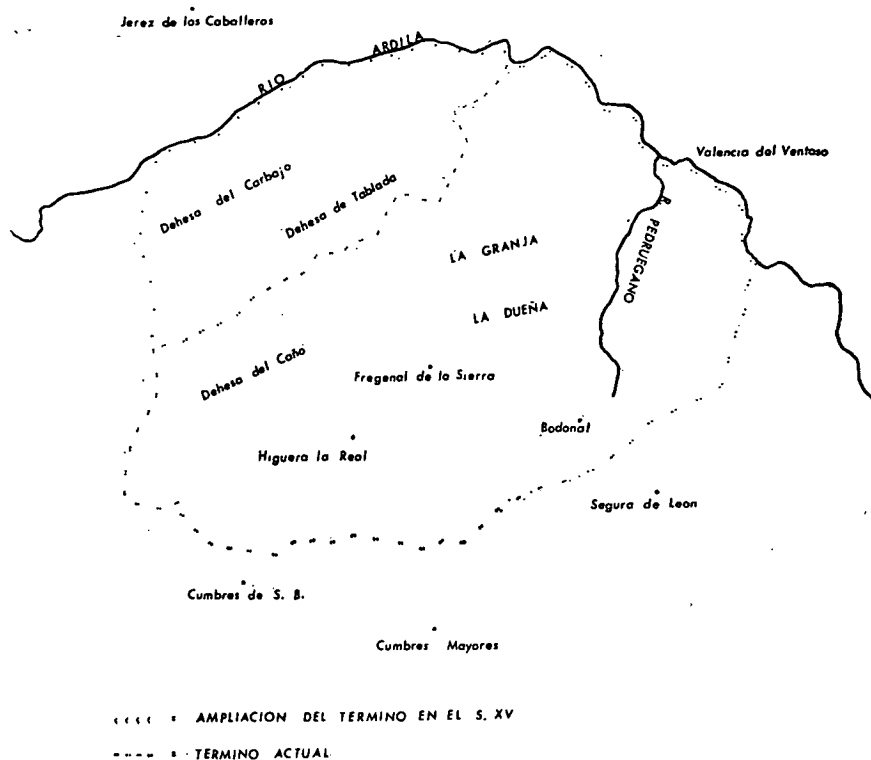 Jerez de los Caballeros
RIO ARDILA
Valencia del Ventoso
Dehesa del Carbajo
Dehesa de Tablada
R. PEDRUEGANO
LA GRANJA
LA DUEÑA
Dehesa del Caño
Fregenal de la Sierra
Bodonal
Higuera la Real
Segura de Leon
Cumbres de S. B.
Cumbres Mayores
AMPLIACION DEL TERMINO EN EL S. XV
TERMINO ACTUAL